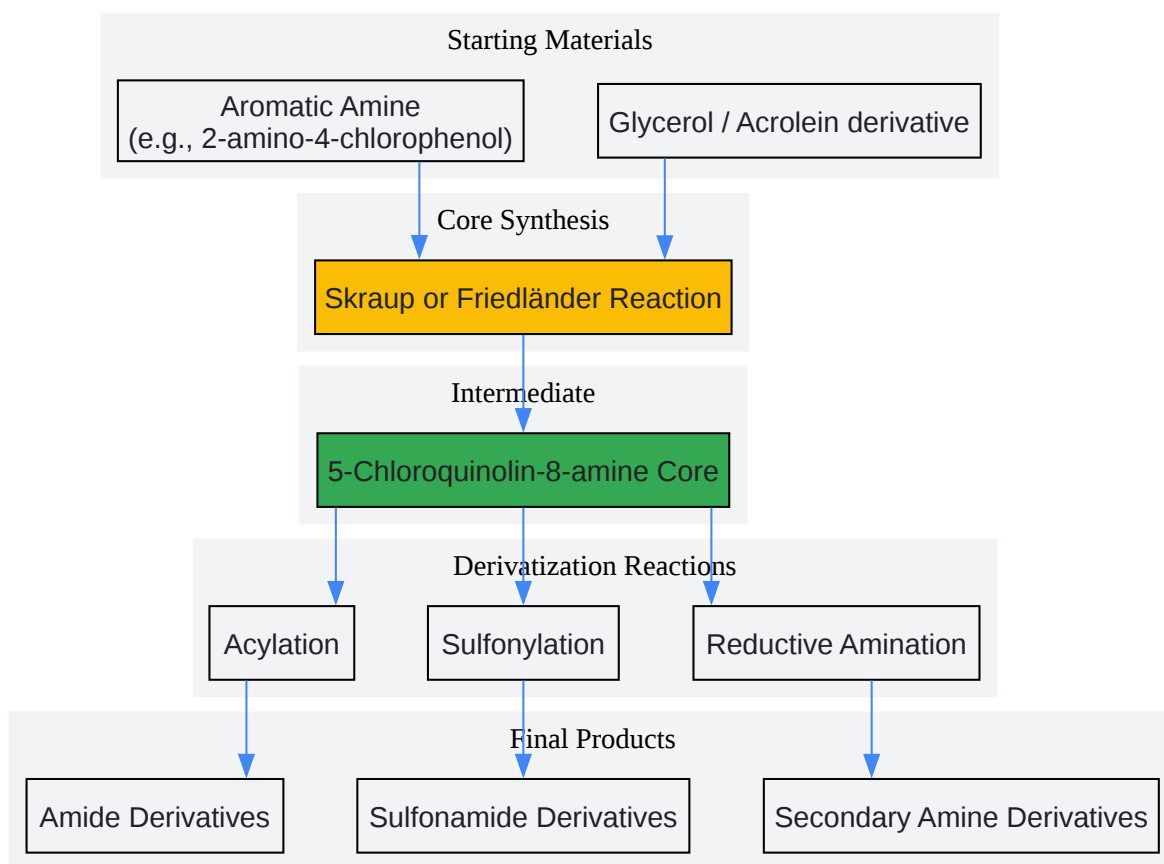 Starting Materials
Aromatic Amine
(e.g., 2-amino-4-chlorophenol)
Glycerol / Acrolein derivative
Core Synthesis
Skraup or Friedländer Reaction
Intermediate
5-Chloroquinolin-8-amine Core
Derivatization Reactions
Acylation
Sulfonylation
Reductive Amination
Final Products
Amide Derivatives
Sulfonamide Derivatives
Secondary Amine Derivatives